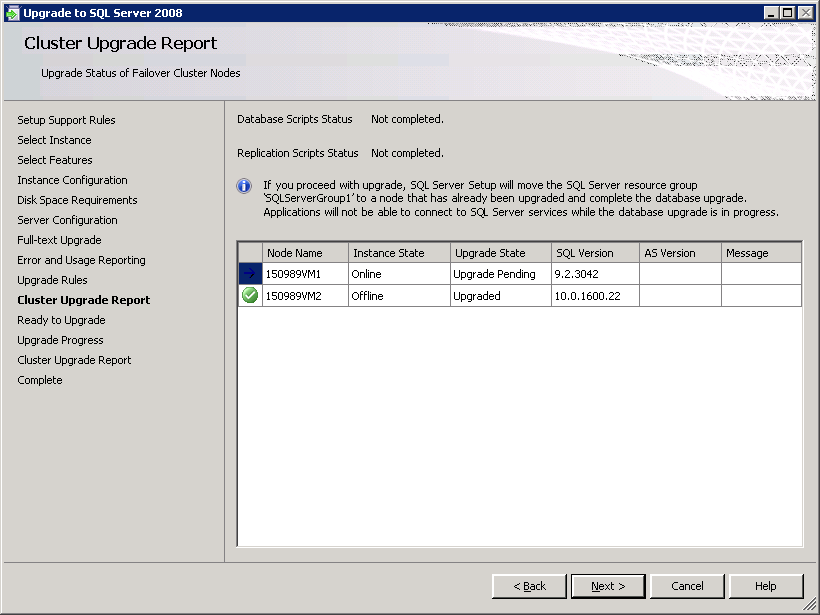 Upgrade to SQL Server 2008
Cluster Upgrade Report
Upgrade Status of Failover Cluster Nodes
Setup Support Rules
Select Instance
Select Features
Instance Configuration
Disk Space Requirements
Server Configuration
Full-text Upgrade
Error and Usage Reporting
Upgrade Rules
Cluster Upgrade Report
Ready to Upgrade
Upgrade Progress
Cluster Upgrade Report
Complete
Database Scripts Status Not completed.
Replication Scripts Status Not completed.
If you proceed with upgrade, SQL Server Setup will move the SQL Server resource group
'SQLServerGroup1' to a node that has already been upgraded and complete the database upgrade.
Applications will not be able to connect to SQL Server services while the database upgrade is in progress.
Node Name Instance State Upgrade State SQL Version AS Version Message
150989VM1 Online Upgrade Pending 9.2.3042
150989VM2 Offline Upgraded 10.0.1600.22
< Back Next > Cancel Help